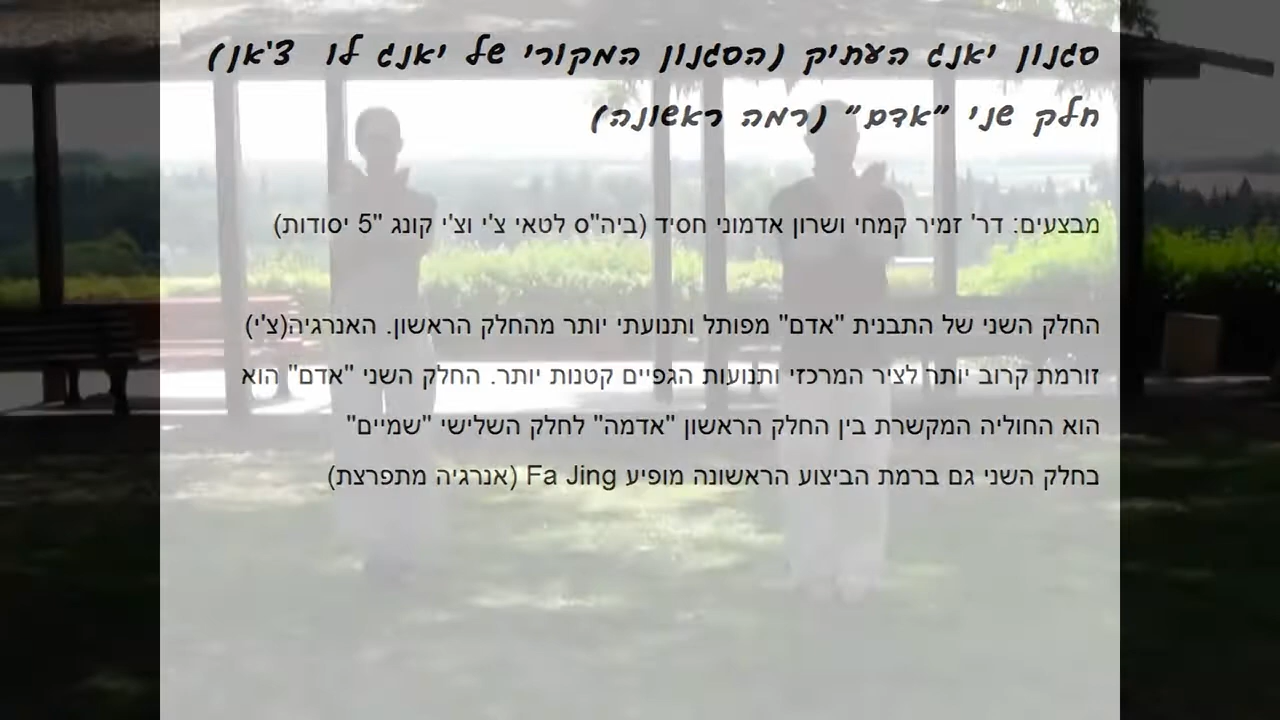 סגנון יאנג העתיק (הסגנון המקורי של יאנג לו צ'אן)
חלק שני "אדם" (רמה ראשונה)
מבצעים: דר' זמיר קמחי ושרון אדמוני חסיד (ביה"ס לטאי צ'י וצ'י קונג "5 יסודות)
החלק השני של התבנית "אדם" מפותל ותנועתי יותר מהחלק הראשון. האנרגיה(צ'י)
זורמת קרוב יותר לציר המרכזי ותנועות הגפיים קטנות יותר. החלק השני "אדם" הוא
הוא החוליה המקשרת בין החלק הראשון "אדמה" לחלק השלישי "שמיים"
בחלק השני גם ברמת הביצוע הראשונה מופיע Fa Jing (אנרגיה מתפרצת)